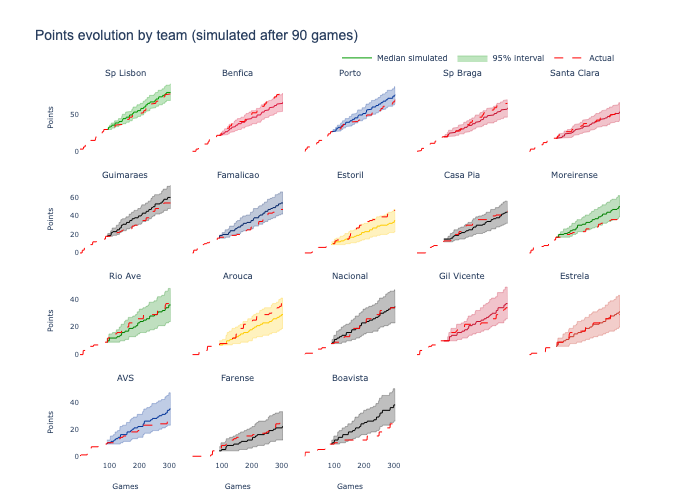 Points evolution by team (simulated after 90 games)
Median simulated 95% interval Actual
Sp Lisbon Benfica Porto Sp Braga Santa Clara
Points
50
0
Guimaraes Famalicao Estoril Casa Pia Moreirense
Points
60
40
20
0
Rio Ave Arouca Nacional Gil Vicente Estrela
Points
40
20
0
AVS Farense Boavista
Points
40
20
0
100 200 300 100 200 300 100 200 300
Games Games Games